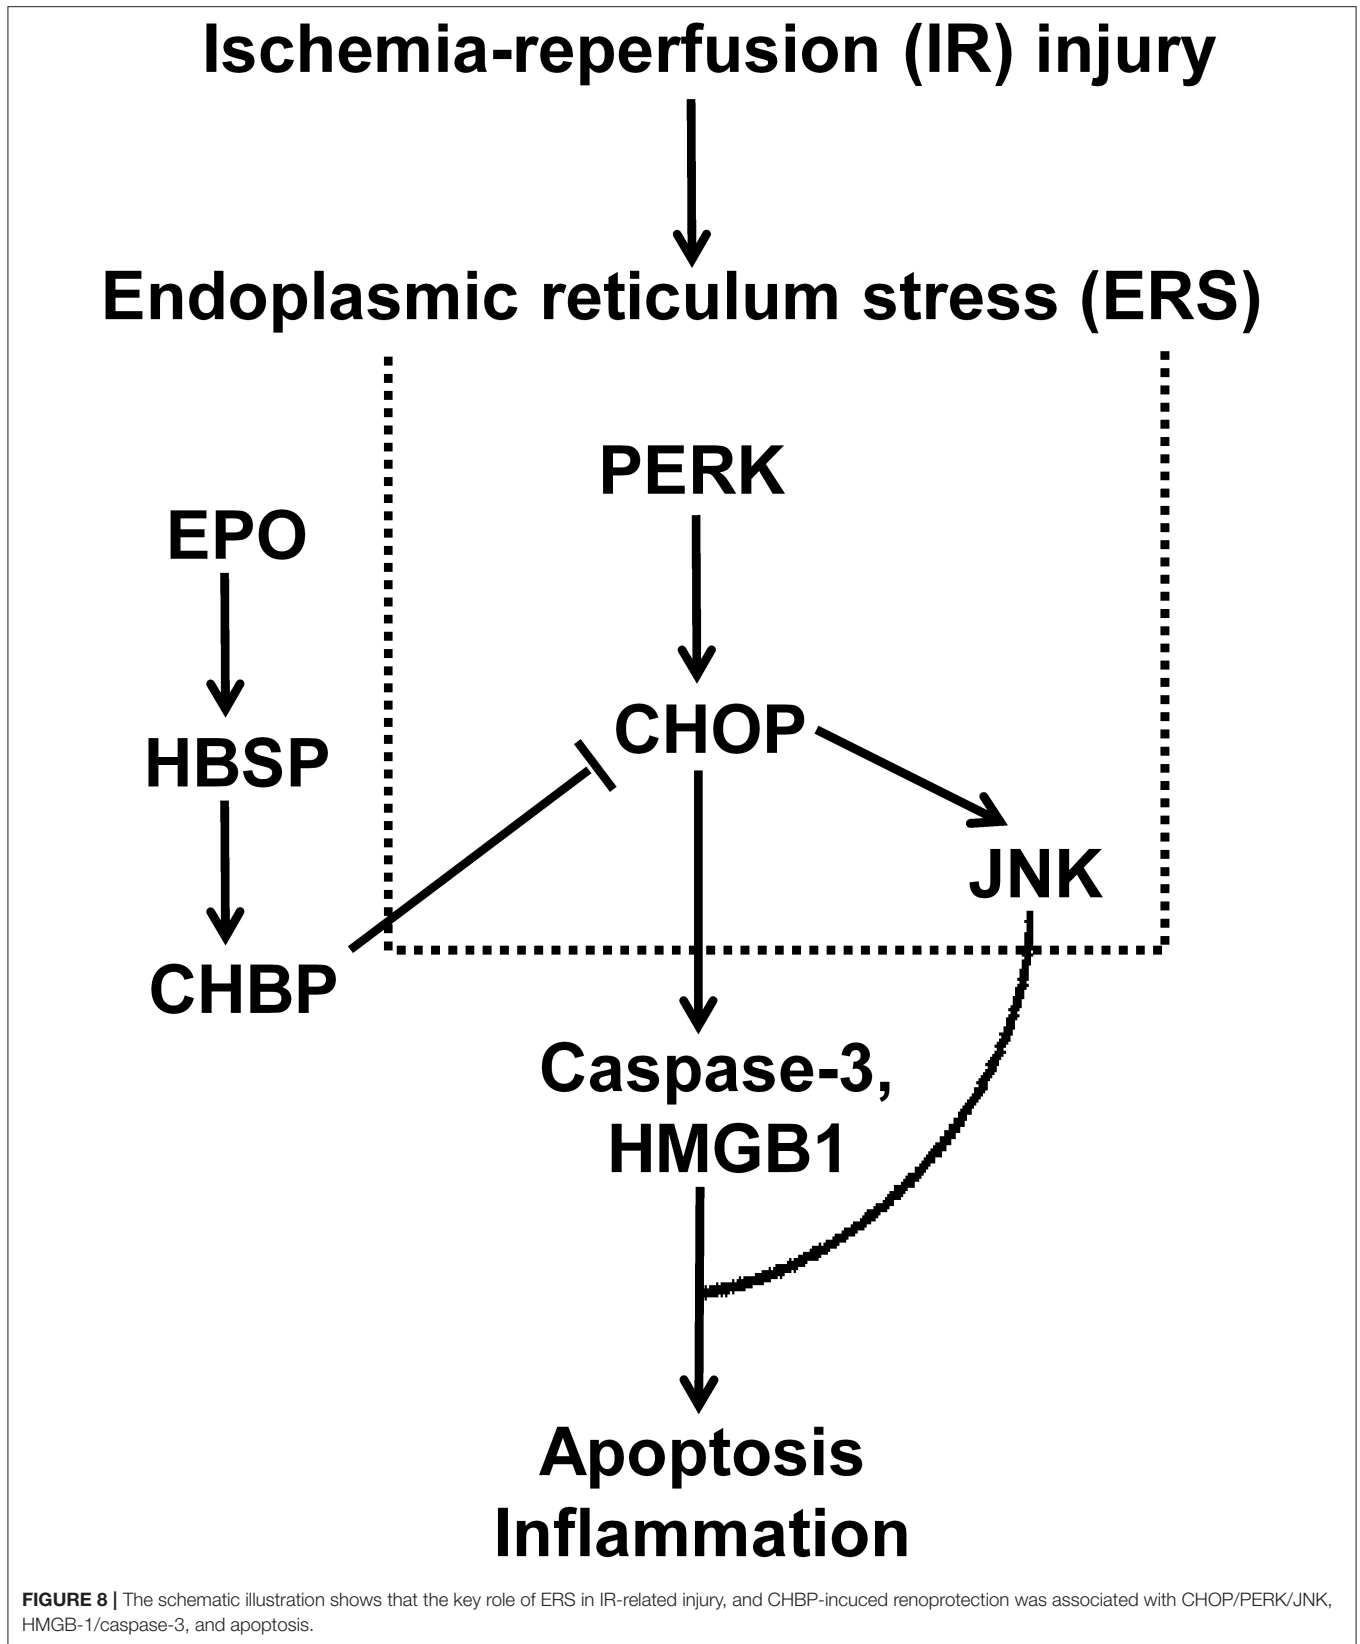 Ischemia-reperfusion (IR) injury
Endoplasmic reticulum stress (ERS)
PERK
EPO
CHOP
HBSP
JNK
CHBP
Caspase-3,
HMGB1
Apoptosis
Inflammation
FIGURE 8 | The schematic illustration shows that the key role of ERS in IR-related injury, and CHBP-incuced renoprotection was associated with CHOP/PERK/JNK,
HMGB-1/caspase-3, and apoptosis.